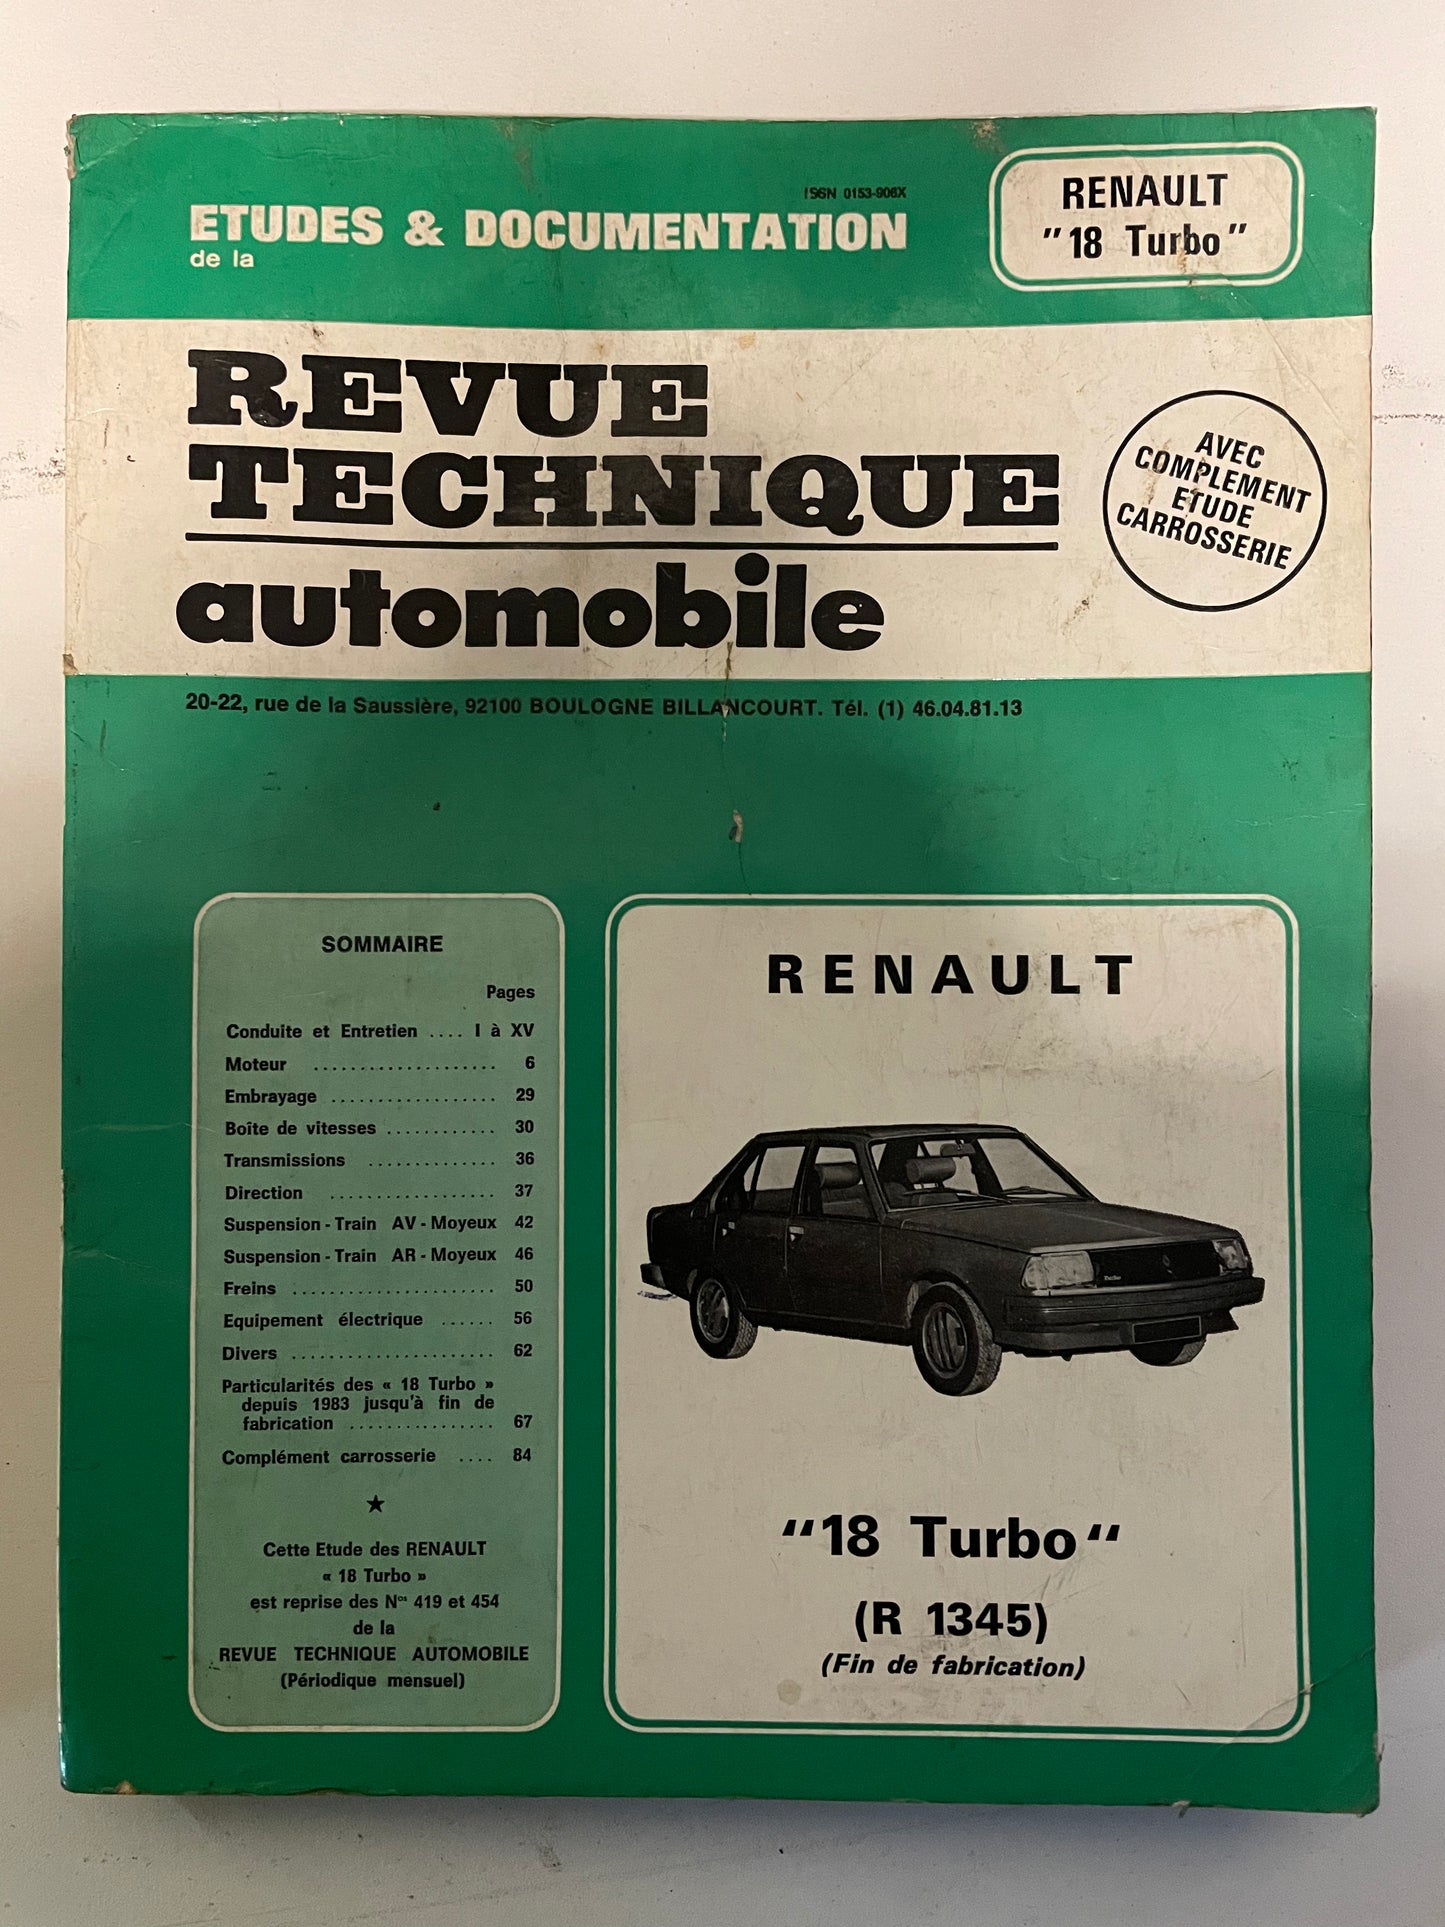 ISSN 0153-906X
ETUDES & DOCUMENTATION
de la
RENAULT
"18 Turbo"
REVUE
TECHNIQUE
automobile
AVEC
COMPLEMENT
ETUDE
CARROSSERIE
20-22, rue de la Saussière, 92100 BOULOGNE BILLANCOURT. Tél. (1) 46.04.81.13
SOMMAIRE
Pages
Conduite et Entretien .... I à XV
Moteur .................... 6
Embrayage .................. 29
Boîte de vitesses ............ 30
Transmissions .............. 36
Direction .................. 37
Suspension - Train AV - Moyeux 42
Suspension - Train AR - Moyeux 46
Freins ...................... 50
Equipement électrique ...... 56
Divers ...................... 62
Particularités des « 18 Turbo »
depuis 1983 jusqu'à fin de
fabrication ................ 67
Complément carrosserie .... 84
★
Cette Etude des RENAULT
« 18 Turbo »
est reprise des Nos 419 et 454
de la
REVUE TECHNIQUE AUTOMOBILE
(Périodique mensuel)
RENAULT
Turbo
"18 Turbo"
(R 1345)
(Fin de fabrication)